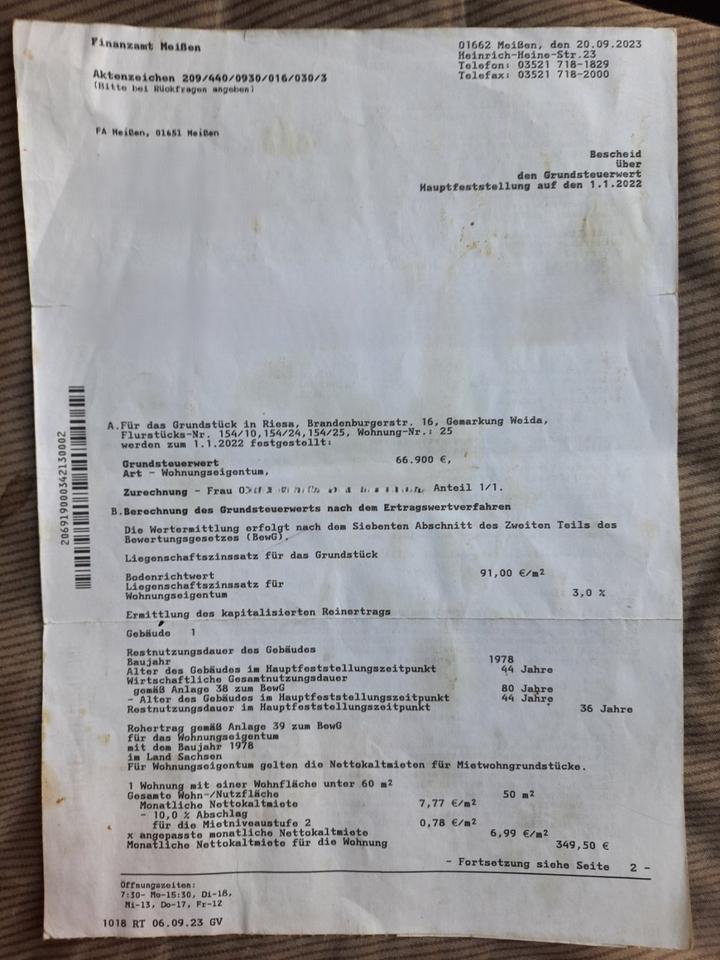 Finanzamt Meißen
01662 Meißen, den 20.09.2023
Heinrich-Heine-Str.23
Telefon: 03521 718-1829
Telefax: 03521 718-2000
Aktenzeichen 209/440/0930/016/030/3
(Bitte bei Rückfragen angeben)
FA Meißen, 01651 Meißen
Bescheid
über
den Grundsteuerwert
Hauptfeststellung auf den 1.1.2022
A.Für das Grundstück in Riesa, Brandenburgerstr. 16, Gemarkung Weida,
Flurstücks-Nr. 154/10,154/24,154/25, Wohnung-Nr.: 25
werden zum 1.1.2022 festgestellt:
Grundsteuerwert 66.900 €,
Art - Wohnungseigentum,
Zurechnung - Frau Anteil 1/1.
B.Berechnung des Grundsteuerwerts nach dem Ertragswertverfahren
Die Wertermittlung erfolgt nach dem Siebenten Abschnitt des Zweiten Teils des
Bewertungsgesetzes (BewG).
Liegenschaftszinssatz für das Grundstück
Bodenrichtwert 91,00 €/m²
Liegenschaftszinssatz für
Wohnungseigentum 3,0 %
Ermittlung des kapitalisierten Reinertrags
Gebäude 1
Restnutzungsdauer des Gebäudes
Baujahr 1978
Alter des Gebäudes im Hauptfeststellungszeitpunkt 44 Jahre
Wirtschaftliche Gesamtnutzungsdauer
gemäß Anlage 38 zum BewG 80 Jahre
- Alter des Gebäudes im Hauptfeststellungszeitpunkt 44 Jahre
Restnutzungsdauer im Hauptfeststellungszeitpunkt 36 Jahre
Rohertrag gemäß Anlage 39 zum BewG
für das Wohnungseigentum
mit dem Baujahr 1978
im Land Sachsen
Für Wohnungseigentum gelten die Nettokaltmieten für Mietwohngrundstücke.
1 Wohnung mit einer Wohnfläche unter 60 m²
Gesamte Wohn-/Nutzfläche 50 m²
Monatliche Nettokaltmiete 7,77 €/m²
- 10,0 % Abschlag
für die Mietniveaustufe 2 0,78 €/m²
x angepasste monatliche Nettokaltmiete 6,99 €/m²
Monatliche Nettokaltmiete für die Wohnung 349,50 €
- Fortsetzung siehe Seite 2 -
Öffnungszeiten:
7:30- Mo-15:30, Di-18,
Mi-13, Do-17, Fr-12
1018 RT 06.09.23 GV
2069190000342130002